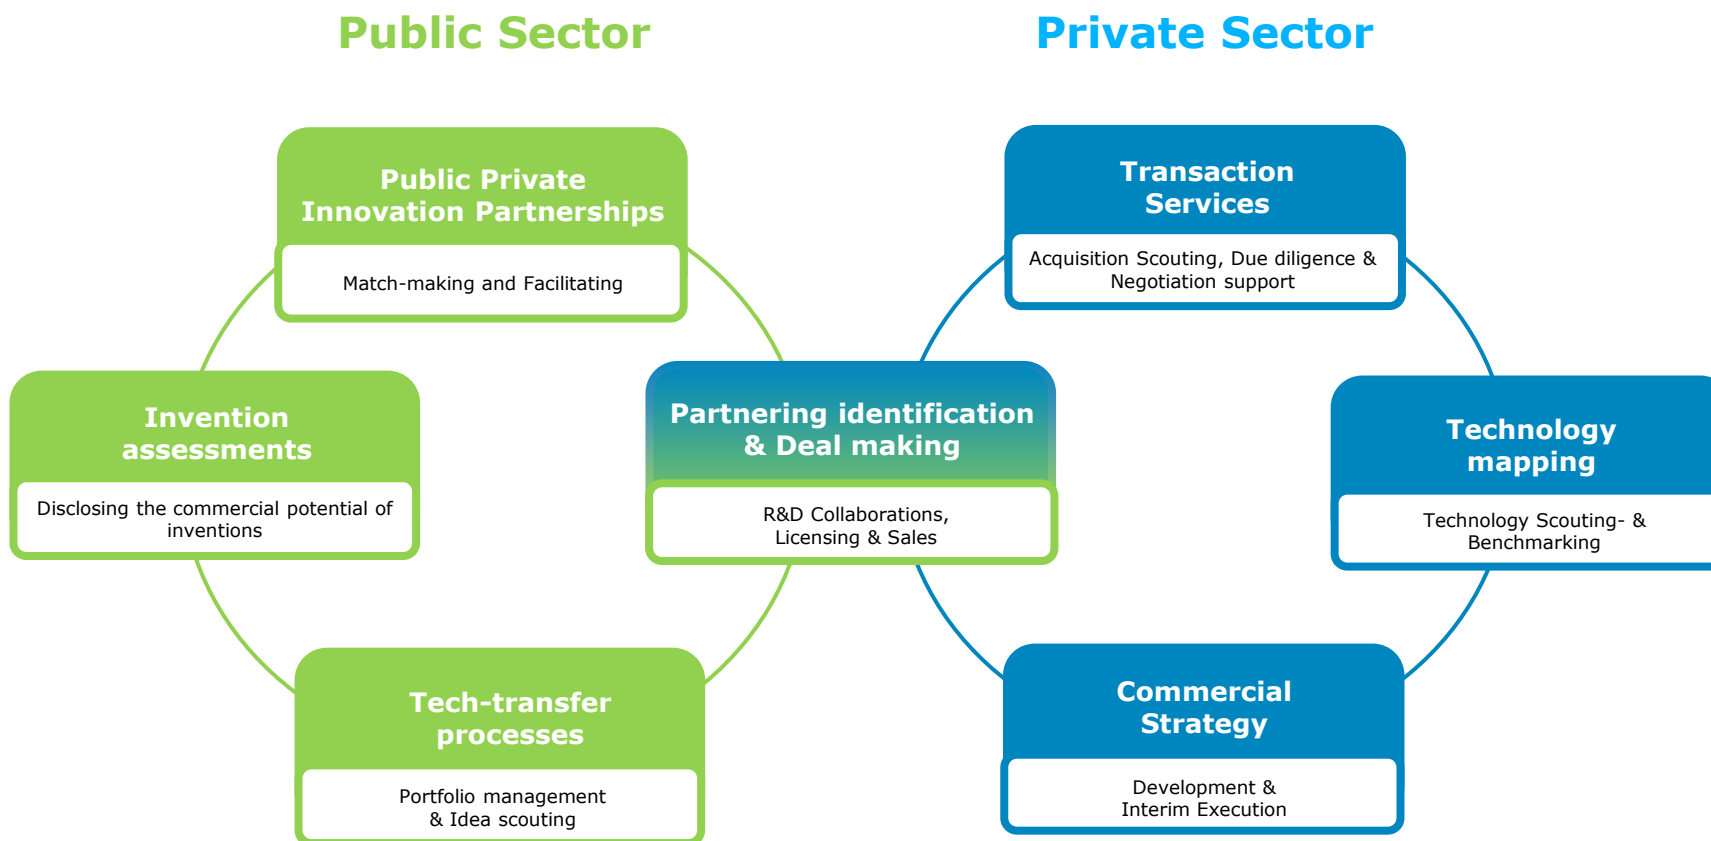 Public Sector
Private Sector
Public Private
Innovation Partnerships
Match-making and Facilitating
Transaction
Services
Acquisition Scouting, Due diligence &
Negotiation support
Invention
assessments
Disclosing the commercial potential of
inventions
Partnering identification
& Deal making
R&D Collaborations,
Licensing & Sales
Technology
mapping
Technology Scouting- &
Benchmarking
Tech-transfer
processes
Portfolio management
& Idea scouting
Commercial
Strategy
Development &
Interim Execution